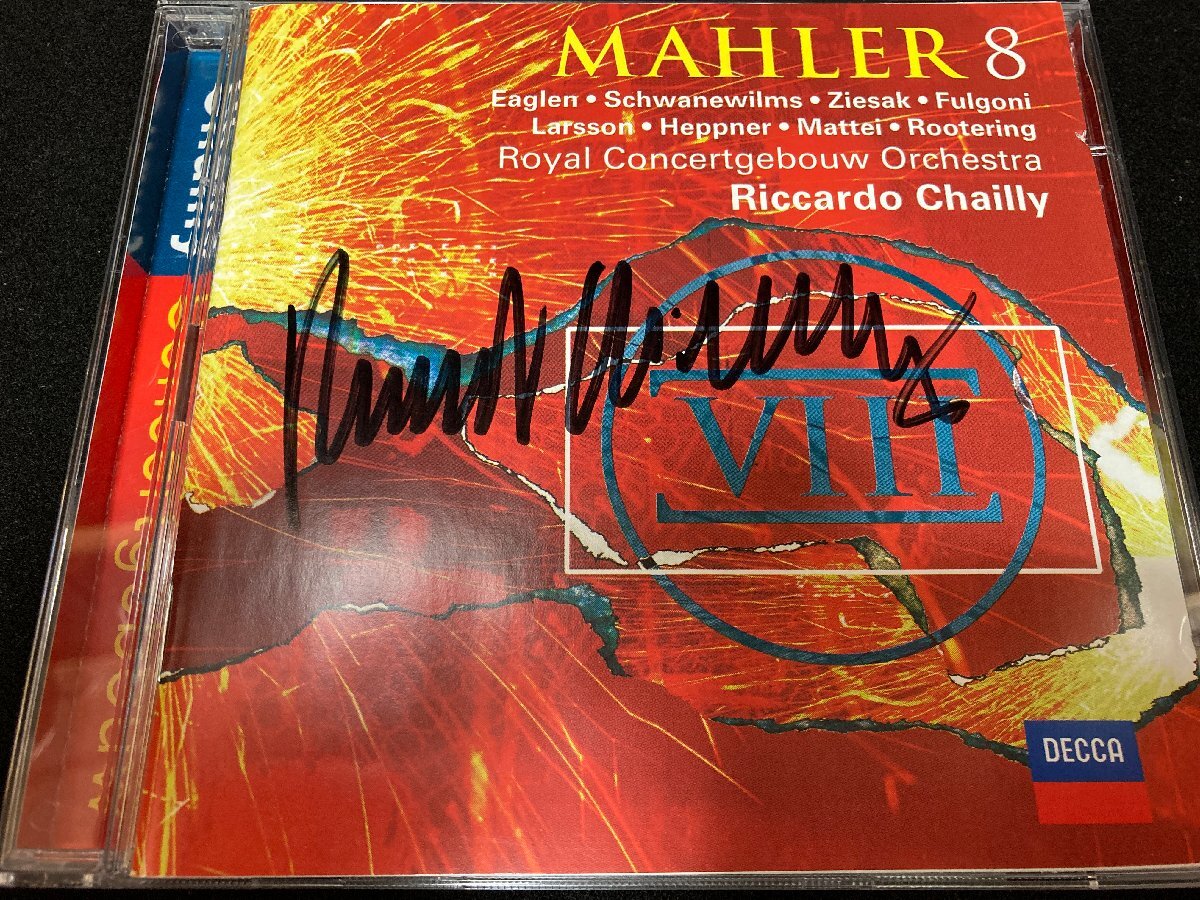 MAHLER 8
Eaglen • Schwanewilms • Ziesak • Fulgoni
Larsson • Heppner • Mattei • Rootering
Royal Concertgebouw Orchestra
Riccardo Chailly
VIII
DECCA